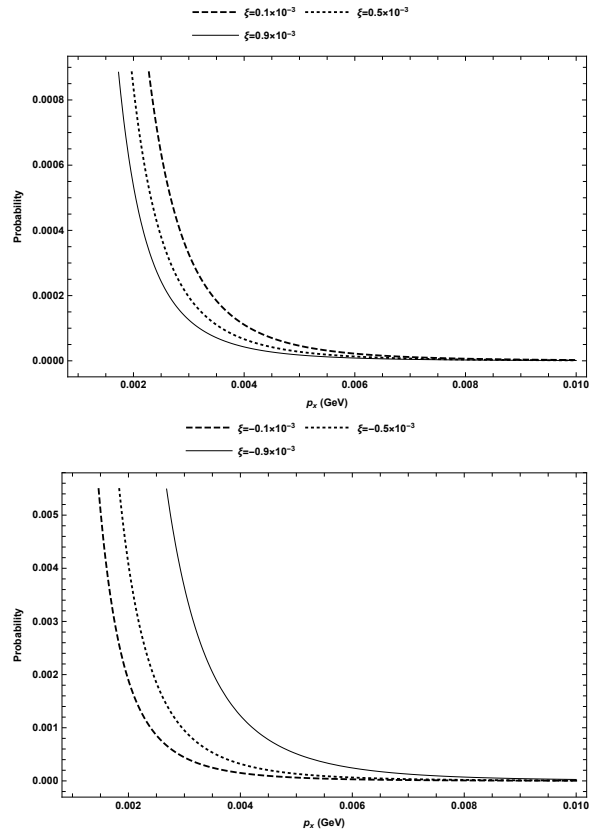 ξ=0.1×10⁻³ ξ=0.5×10⁻³
ξ=0.9×10⁻³
0.0008
0.0006
0.0004
0.0002
0.0000
Probability
0.002 0.004 0.006 0.008 0.010
pₓ (GeV)
ξ=-0.1×10⁻³ ξ=-0.5×10⁻³
ξ=-0.9×10⁻³
0.005
0.004
0.003
0.002
0.001
0.000
Probability
0.002 0.004 0.006 0.008 0.010
pₓ (GeV)